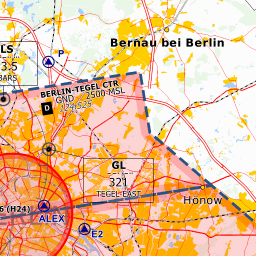 LS
P
Bernau bei Berlin
3.5
BARS
BERLIN-TEGEL CTR
GND 2500 MSL
D
124.525
GL
321
TEGEL-EAST
Hönow
6 (H24)
ALEX
E2